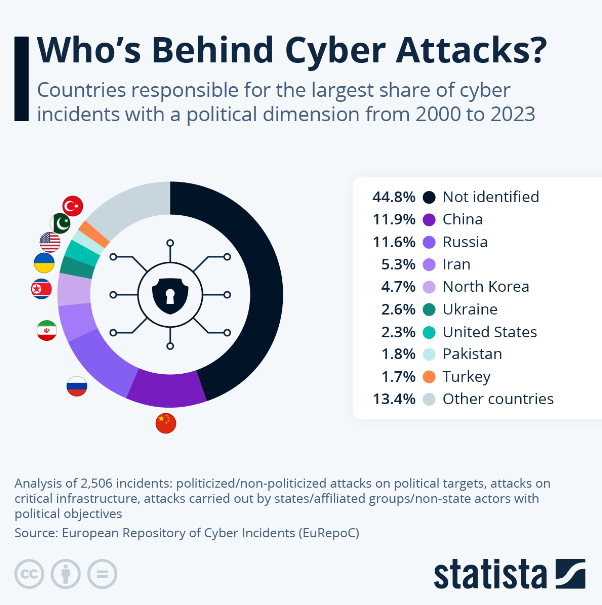 Who's Behind Cyber Attacks?
Countries responsible for the largest share of cyber
incidents with a political dimension from 2000 to 2023
44.8% Not identified
11.9% China
11.6% Russia
5.3% Iran
4.7% North Korea
2.6% Ukraine
2.3% United States
1.8% Pakistan
1.7% Turkey
13.4% Other countries
Analysis of 2,506 incidents: politicized/non-politicized attacks on political targets, attacks on
critical infrastructure, attacks carried out by states/affiliated groups/non-state actors with
political objectives
Source: European Repository of Cyber Incidents (EuRepoC)
cc
statista